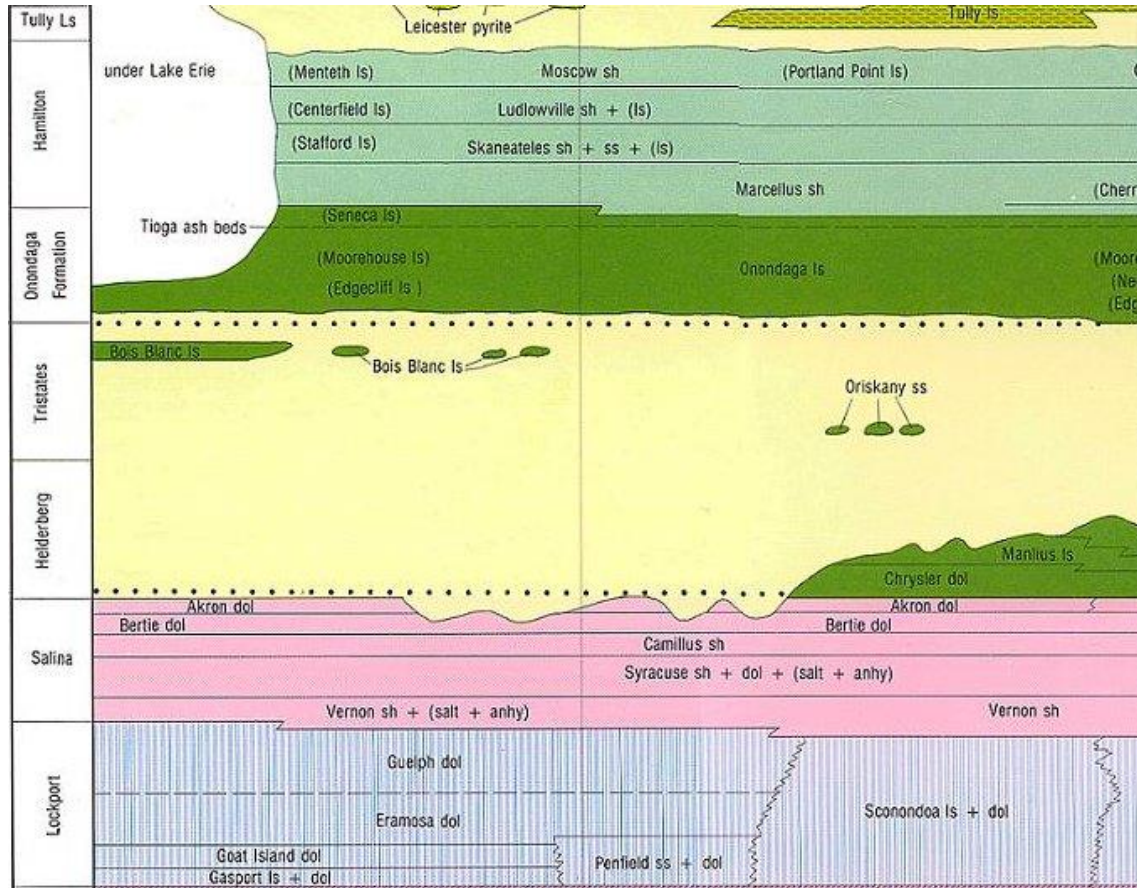 Tully Ls
Leicester pyrite
Tully ls
Hamilton
under Lake Erie
(Menteth ls)
Moscow sh
(Portland Point ls)
(Centerfield ls)
Ludlowville sh + (ls)
(Stafford ls)
Skaneateles sh + ss + (ls)
Marcellus sh
(Cherr
Onondaga
Formation
Tioga ash beds
(Seneca ls)
(Moorehouse ls)
(Edgecliff ls)
Onondaga ls
(Moore
(Ne
(Edg
Tristates
Bois Blanc ls
Bois Blanc ls
Oriskany ss
Helderberg
Manlius ls
Chrysler dol
Salina
Akron dol
Akron dol
Bertie dol
Bertie dol
Camillus sh
Syracuse sh + dol + (salt + anhy)
Vernon sh + (salt + anhy)
Vernon sh
Lockport
Guelph dol
Eramosa dol
Sconondoa ls + dol
Goat Island dol
Penfield ss + dol
Gasport ls + dol